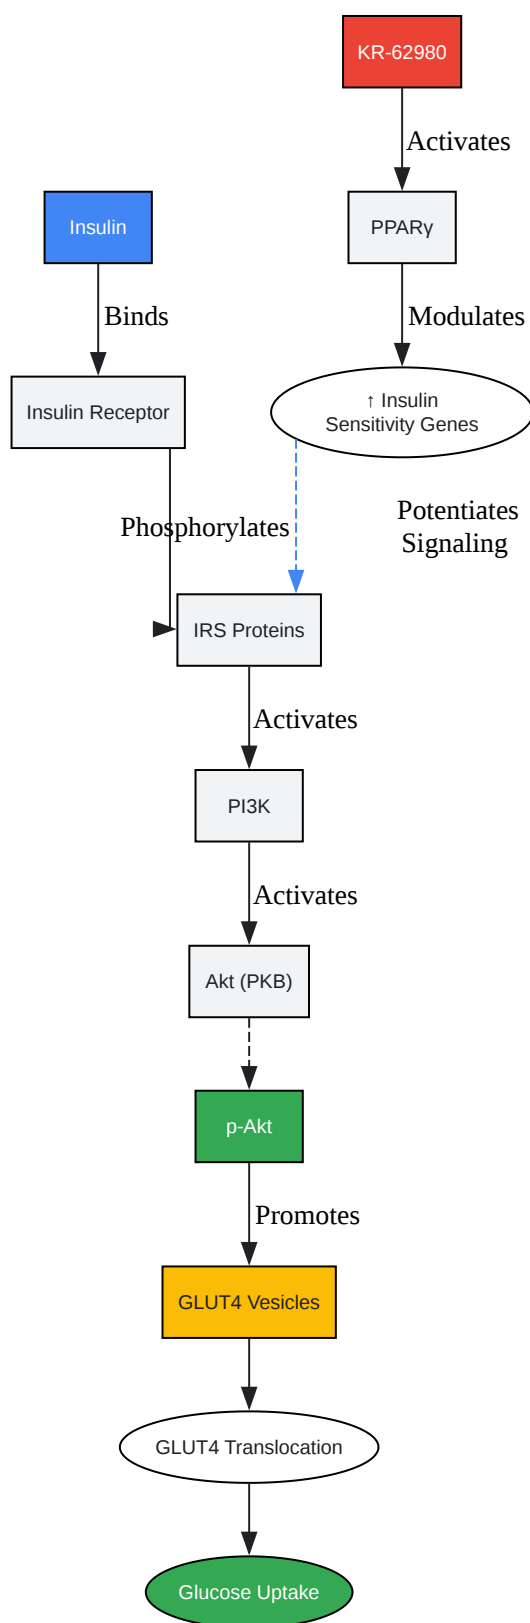 KR-62980
Activates
Insulin
PPARγ
Binds
Modulates
Insulin Receptor
↑ Insulin
Sensitivity Genes
Phosphorylates
Potentiates
Signaling
IRS Proteins
Activates
PI3K
Activates
Akt (PKB)
p-Akt
Promotes
GLUT4 Vesicles
GLUT4 Translocation
Glucose Uptake